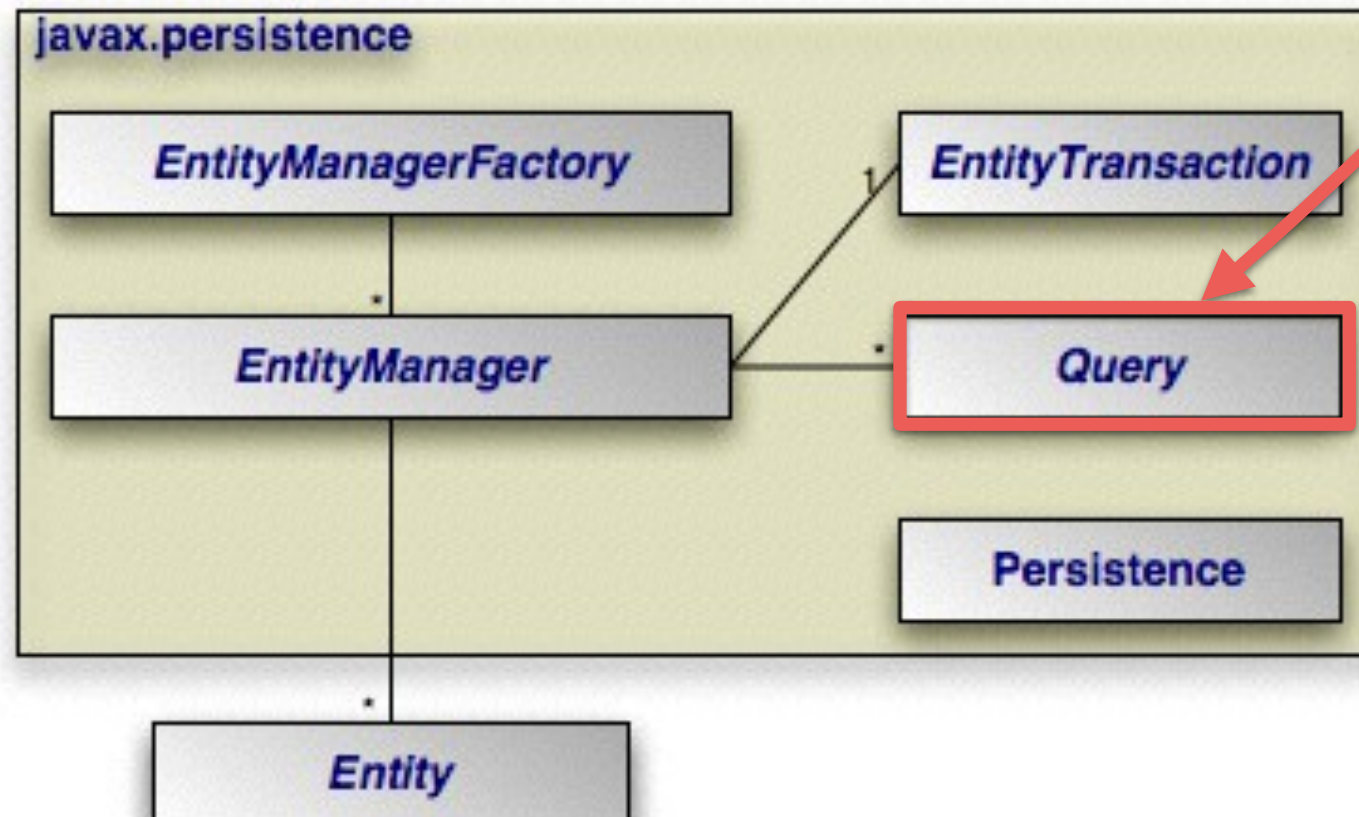 javax.persistence
EntityManagerFactory
EntityTransaction
1
*
EntityManager
*
Query
Persistence
*
Entity